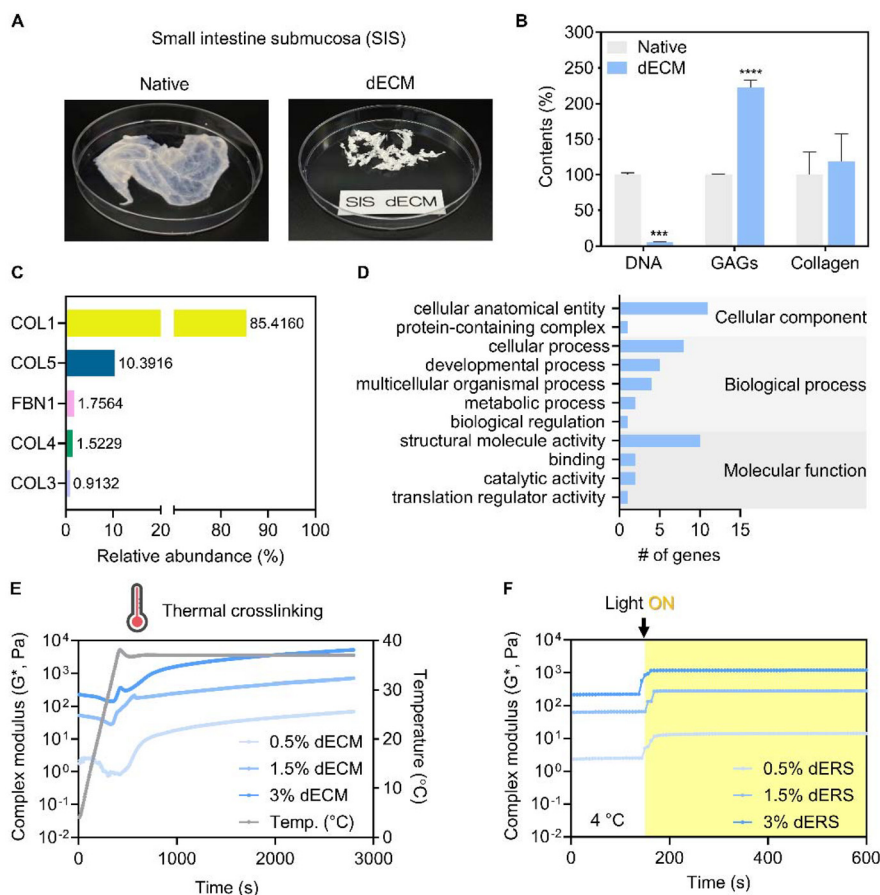 A
Small intestine submucosa (SIS)
Native
dECM
SIS dECM
B
Native
dECM
Contents (%)
300
250
200
150
100
50
0
***
****
DNA
GAGs
Collagen
C
COL1
COL5
FBN1
COL4
COL3
85.4160
10.3916
1.7564
1.5229
0.9132
0 10 20 80 100
Relative abundance (%)
D
cellular anatomical entity
protein-containing complex
cellular process
developmental process
multicellular organismal process
metabolic process
biological regulation
structural molecule activity
binding
catalytic activity
translation regulator activity
Cellular component
Biological process
Molecular function
0 5 10 15
# of genes
E
Thermal crosslinking
Complex modulus (G*, Pa)
10⁴
10³
10²
10¹
10⁰
10⁻¹
10⁻²
0.5% dECM
1.5% dECM
3% dECM
Temp. (°C)
40
30
20
10
0
Temperature (°C)
0 1000 2000 3000
Time (s)
F
Light ON
Complex modulus (G*, Pa)
10⁴
10³
10²
10¹
10⁰
10⁻¹
10⁻²
4 °C
0.5% dERS
1.5% dERS
3% dERS
0 200 400 600
Time (s)